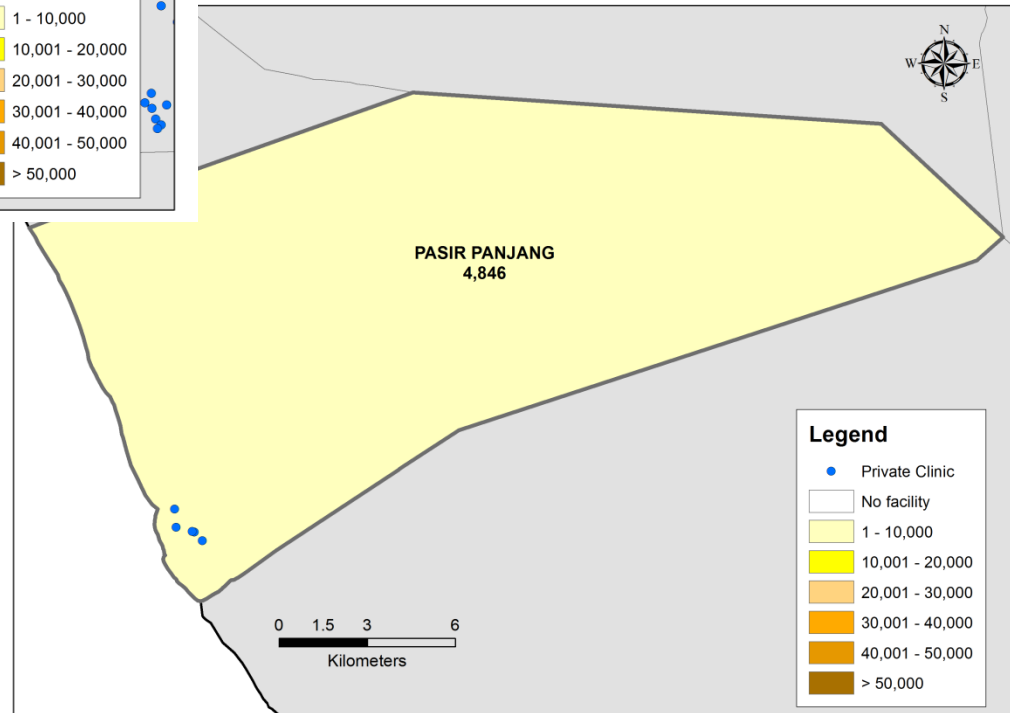 1 - 10,000
10,001 - 20,000
20,001 - 30,000
30,001 - 40,000
40,001 - 50,000
> 50,000
N
W E
S
PASIR PANJANG
4,846
0 1.5 3 6
Kilometers
Legend
Private Clinic
No facility
1 - 10,000
10,001 - 20,000
20,001 - 30,000
30,001 - 40,000
40,001 - 50,000
> 50,000